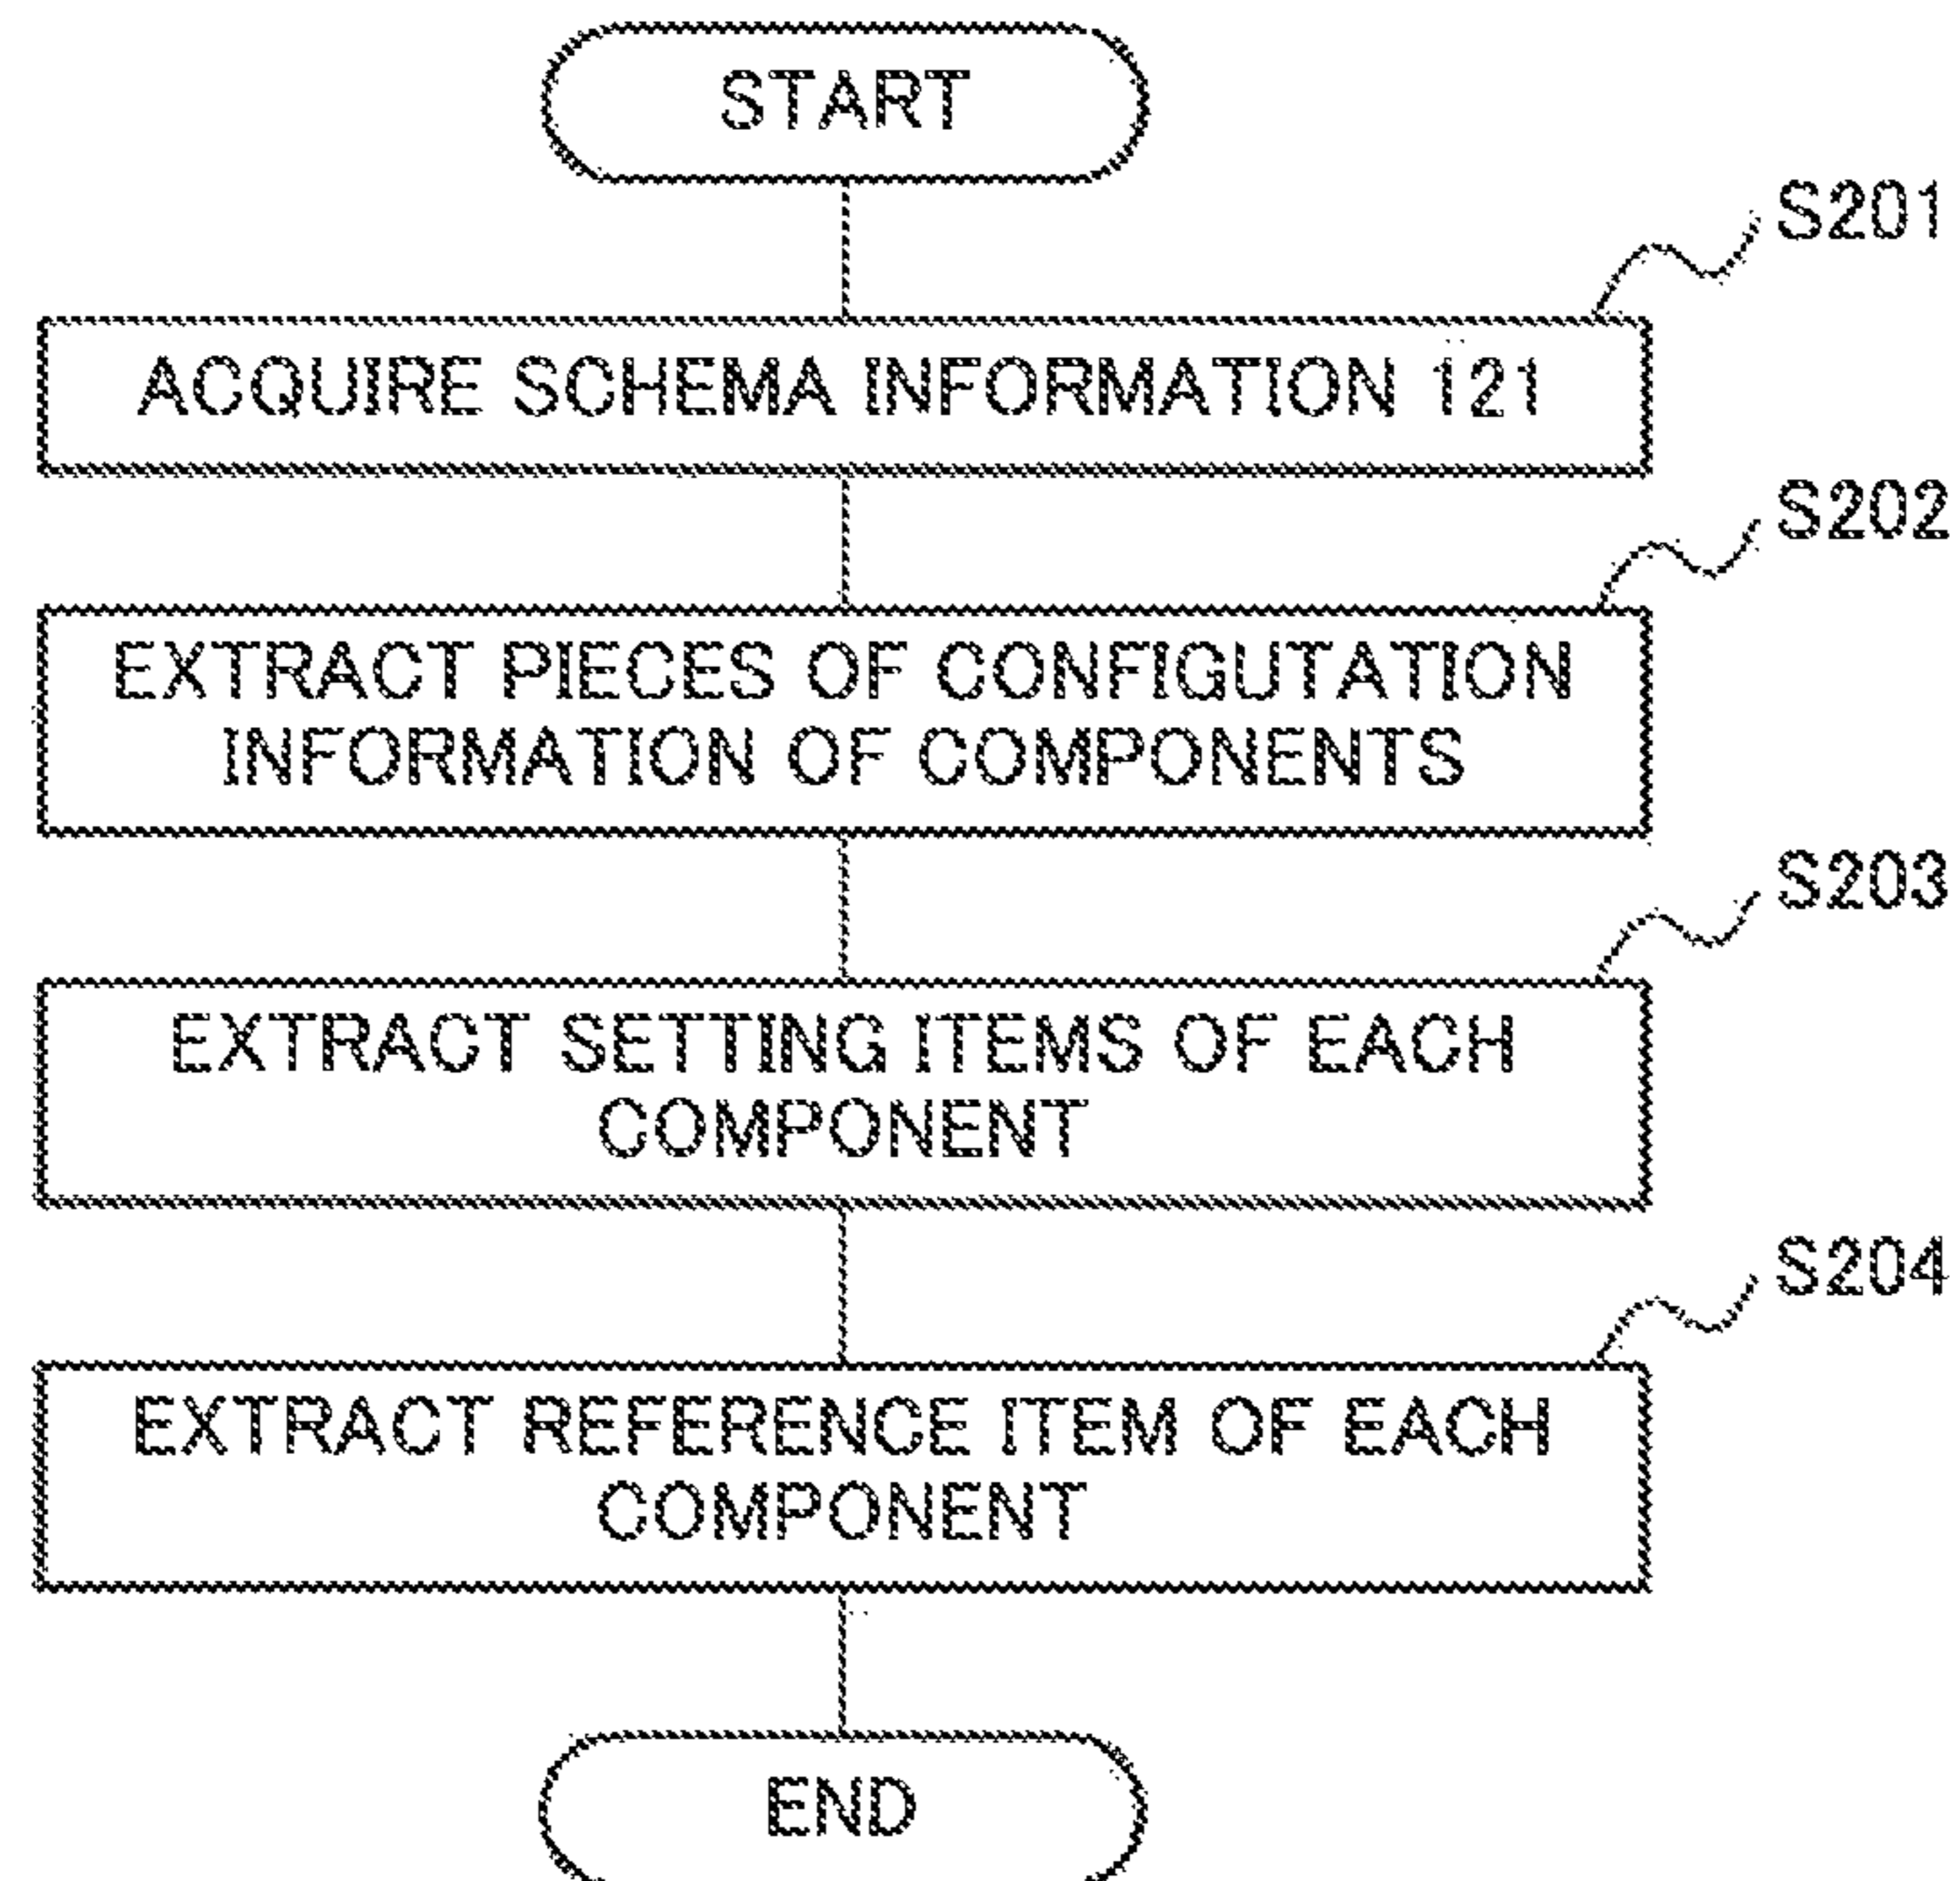 START
S201
ACQUIRE SCHEMA INFORMATION 121
S202
EXTRACT PIECES OF CONFIGUTATION
INFORMATION OF COMPONENTS
S203
EXTRACT SETTING ITEMS OF EACH
COMPONENT
S204
EXTRACT REFERENCE ITEM OF EACH
COMPONENT
END